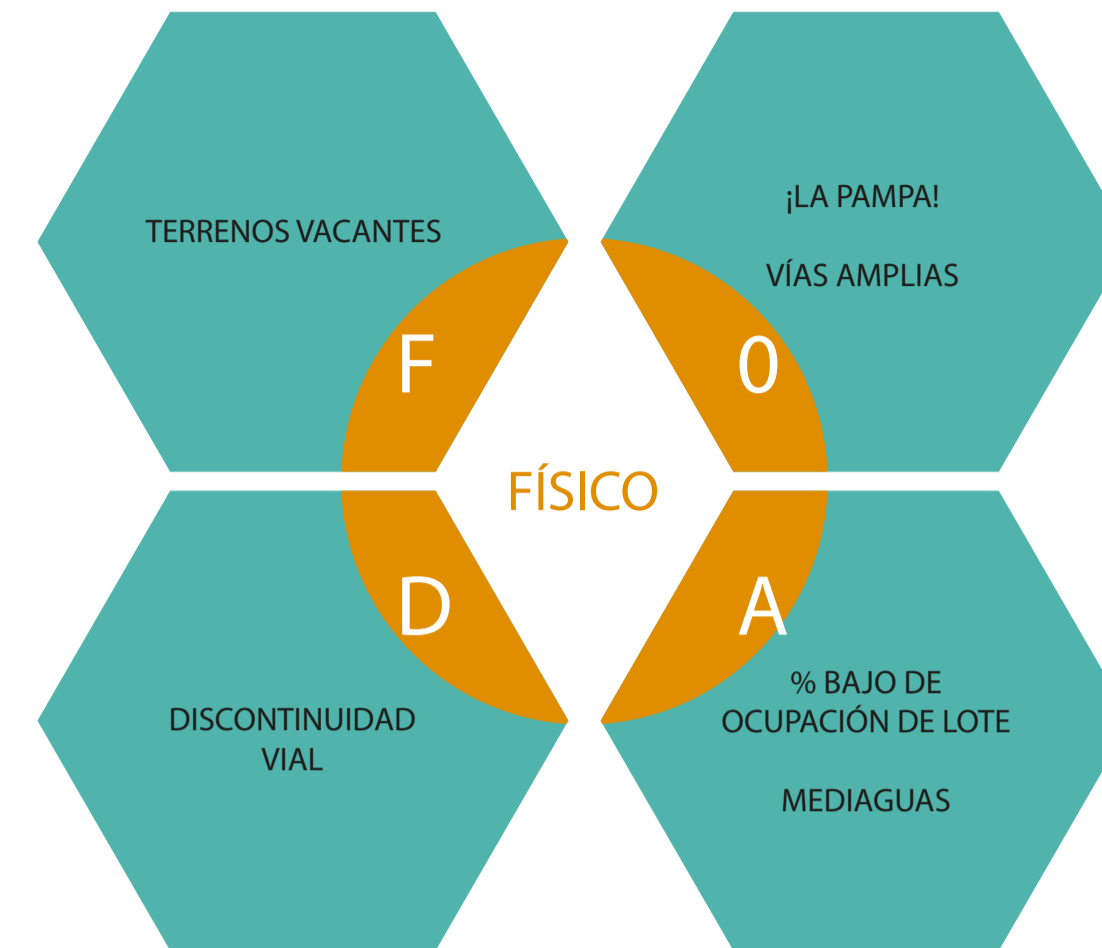 TERRENOS VACANTES
F
¡LA PAMPA!
VÍAS AMPLIAS
0
FÍSICO
D
DISCONTINUIDAD
VIAL
A
% BAJO DE
OCUPACIÓN DE LOTE
MEDIAGUAS